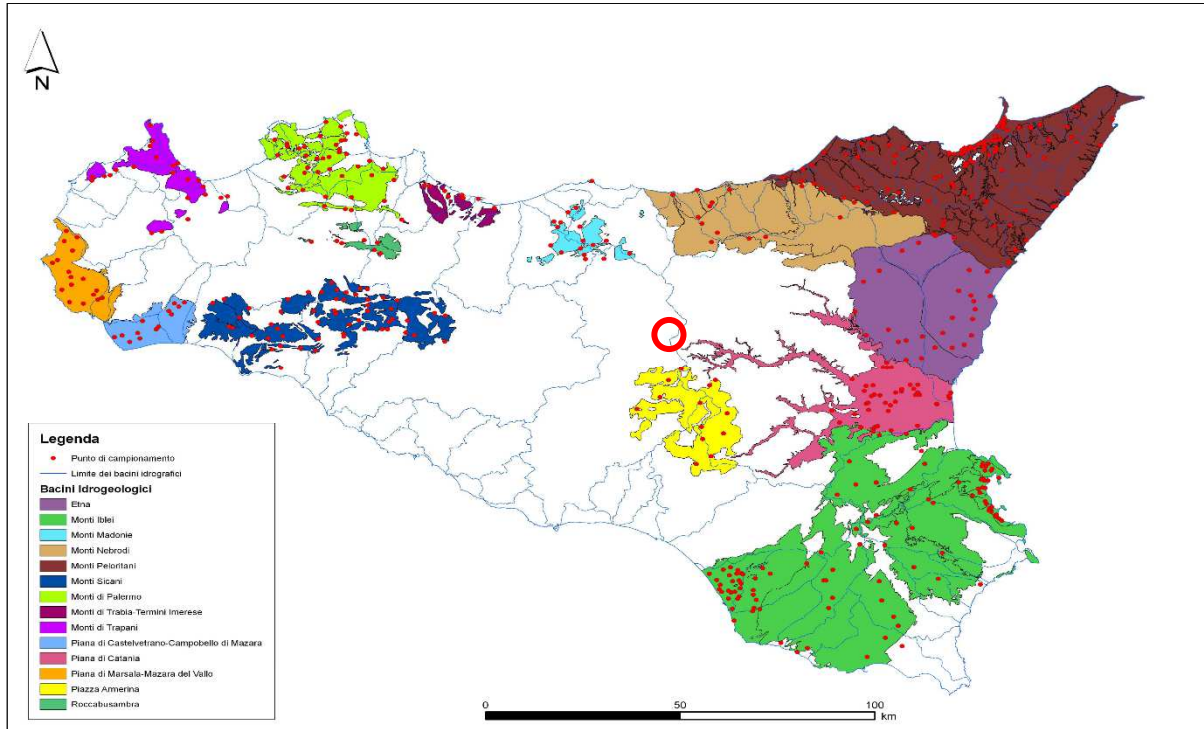 N
Legenda
Punto di campionamento
Limite dei bacini idrografici
Bacini Idrogeologici
Etna
Monti Iblei
Monti Madonie
Monti Nebrodi
Monti Peloritani
Monti Sicani
Monti di Palermo
Monti di Trabia-Termini Imerese
Monti di Trapani
Piana di Castelvetrano-Campobello di Mazara
Piana di Catania
Piana di Marsala-Mazara del Vallo
Piazza Armerina
Roccabusambra
0 50 100
km